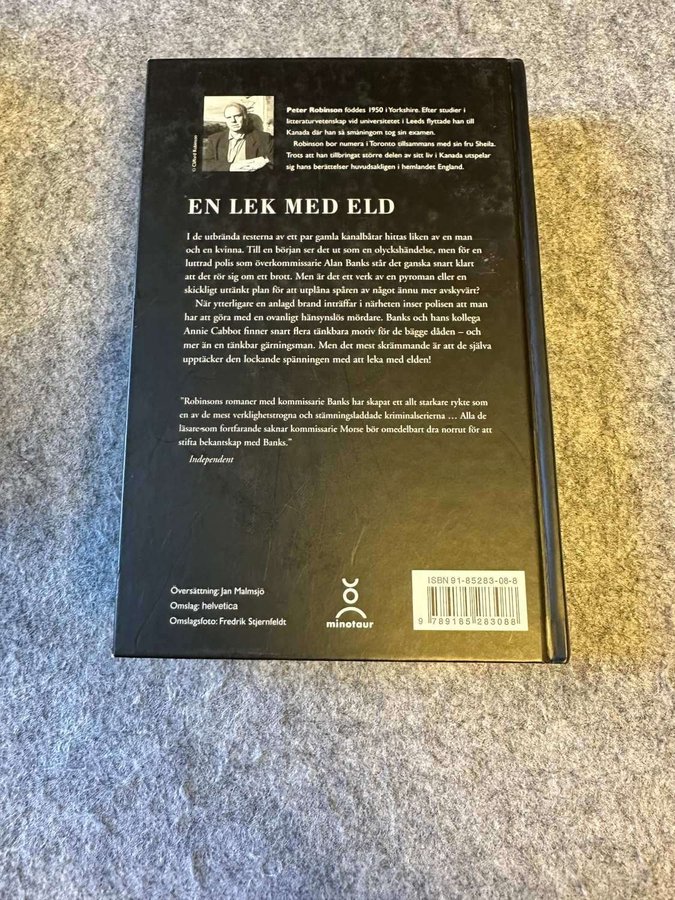 © Clifford Robinson
Peter Robinson föddes 1950 i Yorkshire. Efter studier i
litteraturvetenskap vid universitetet i Leeds flyttade han till
Kanada där han så småningom tog sin examen.
Robinson bor numera i Toronto tillsammans med sin fru Sheila.
Trots att han tillbringat större delen av sitt liv i Kanada utspelar
sig hans berättelser huvudsakligen i hemlandet England.
EN LEK MED ELD
I de utbrända resterna av ett par gamla kanalbåtar hittas liken av en man
och en kvinna. Till en början ser det ut som en olyckshändelse, men för en
luttrad polis som överkommissarie Alan Banks står det ganska snart klart
att det rör sig om ett brott. Men är det ett verk av en pyroman eller en
skickligt uttänkt plan för att utplåna spåren av något ännu mer avskyvärt?
När ytterligare en anlagd brand inträffar i närheten inser polisen att man
har att göra med en ovanligt hänsynslös mördare. Banks och hans kollega
Annie Cabbot finner snart flera tänkbara motiv för de bägge dåden – och
mer än en tänkbar gärningsman. Men det mest skrämmande är att de själva
upptäcker den lockande spänningen med att leka med elden!
"Robinsons romaner med kommissarie Banks har skapat ett allt starkare rykte som
en av de mest verklighetstrogna och stämningsladdade kriminalserierna … Alla de
läsare som fortfarande saknar kommissarie Morse bör omedelbart dra norrut för att
stifta bekantskap med Banks."
Independent
Översättning: Jan Malmsjö
Omslag: helvetica
Omslagsfoto: Fredrik Stjernfeldt
minotaur
ISBN 91-85283-08-8
9 789185 283088